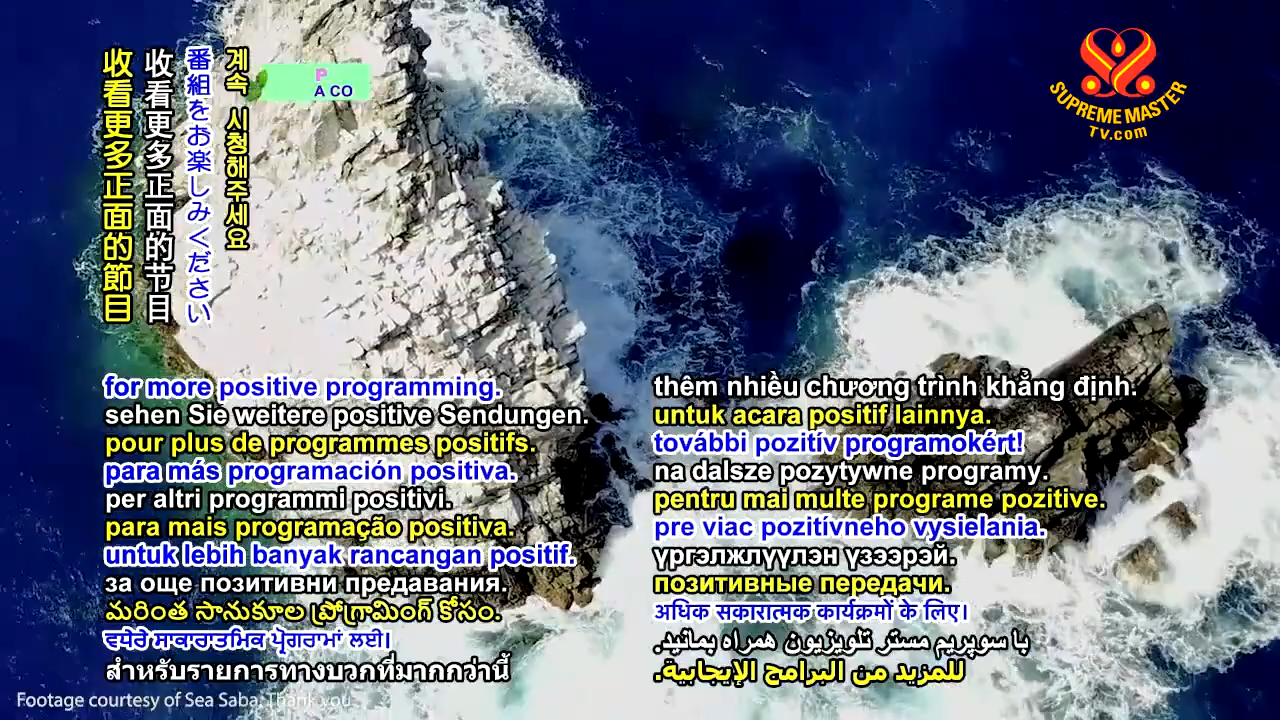 收看更多正面的節目
收看更多正面的节目
番組をお楽しみください
계속 시청해주세요
P
A CO
SUPREME MASTER
TV.com
for more positive programming.
sehen Sie weitere positive Sendungen.
pour plus de programmes positifs.
para más programación positiva.
per altri programmi positivi.
para mais programação positiva.
untuk lebih banyak rancangan positif.
за още позитивни предавания.
మరింత సానుకూల ప్రోగ్రామింగ్ కోసం.
ਵਧੇਰੇ ਸਾਕਾਰਾਤਮਿਕ ਪ੍ਰੋਗਰਾਮਾਂ ਲਈ।
สำหรับรายการทางบวกที่มากกว่านี้
thêm nhiều chương trình khẳng định.
untuk acara positif lainnya.
további pozitív programokért!
na dalsze pozytywne programy.
pentru mai multe programe pozitive.
pre viac pozitívneho vysielania.
үргэлжлүүлэн үзээрэй.
позитивные передачи.
अधिक सकारात्मक कार्यक्रमों के लिए।
با سوپریم مستر تلویزیون همراه بمانید.
للمزيد من البرامج الإيجابية.
Footage courtesy of Sea Saba, Thank you